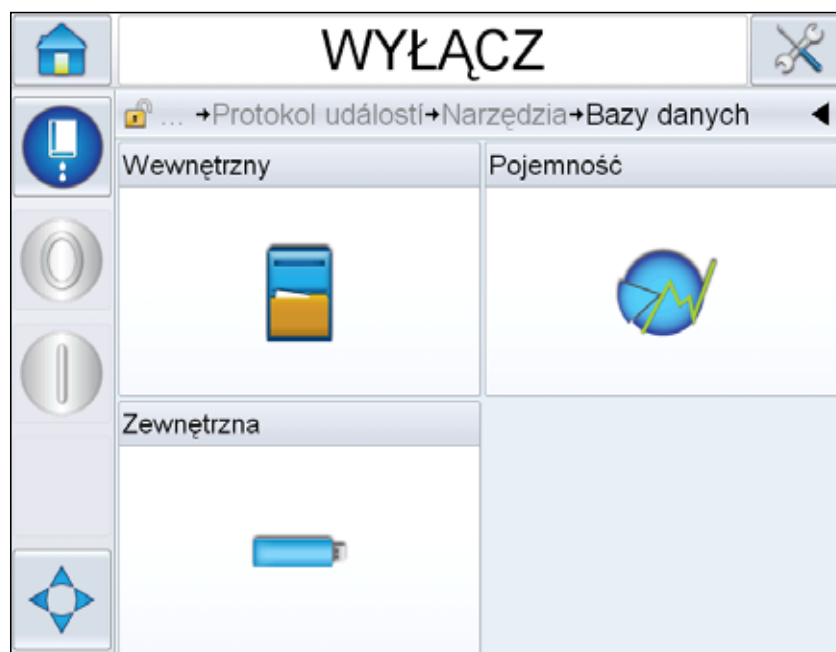 WYŁĄCZ
... →Protokol událostí→Narzędzia→Bazy danych
Wewnętrzny
Pojemność
Zewnętrzna